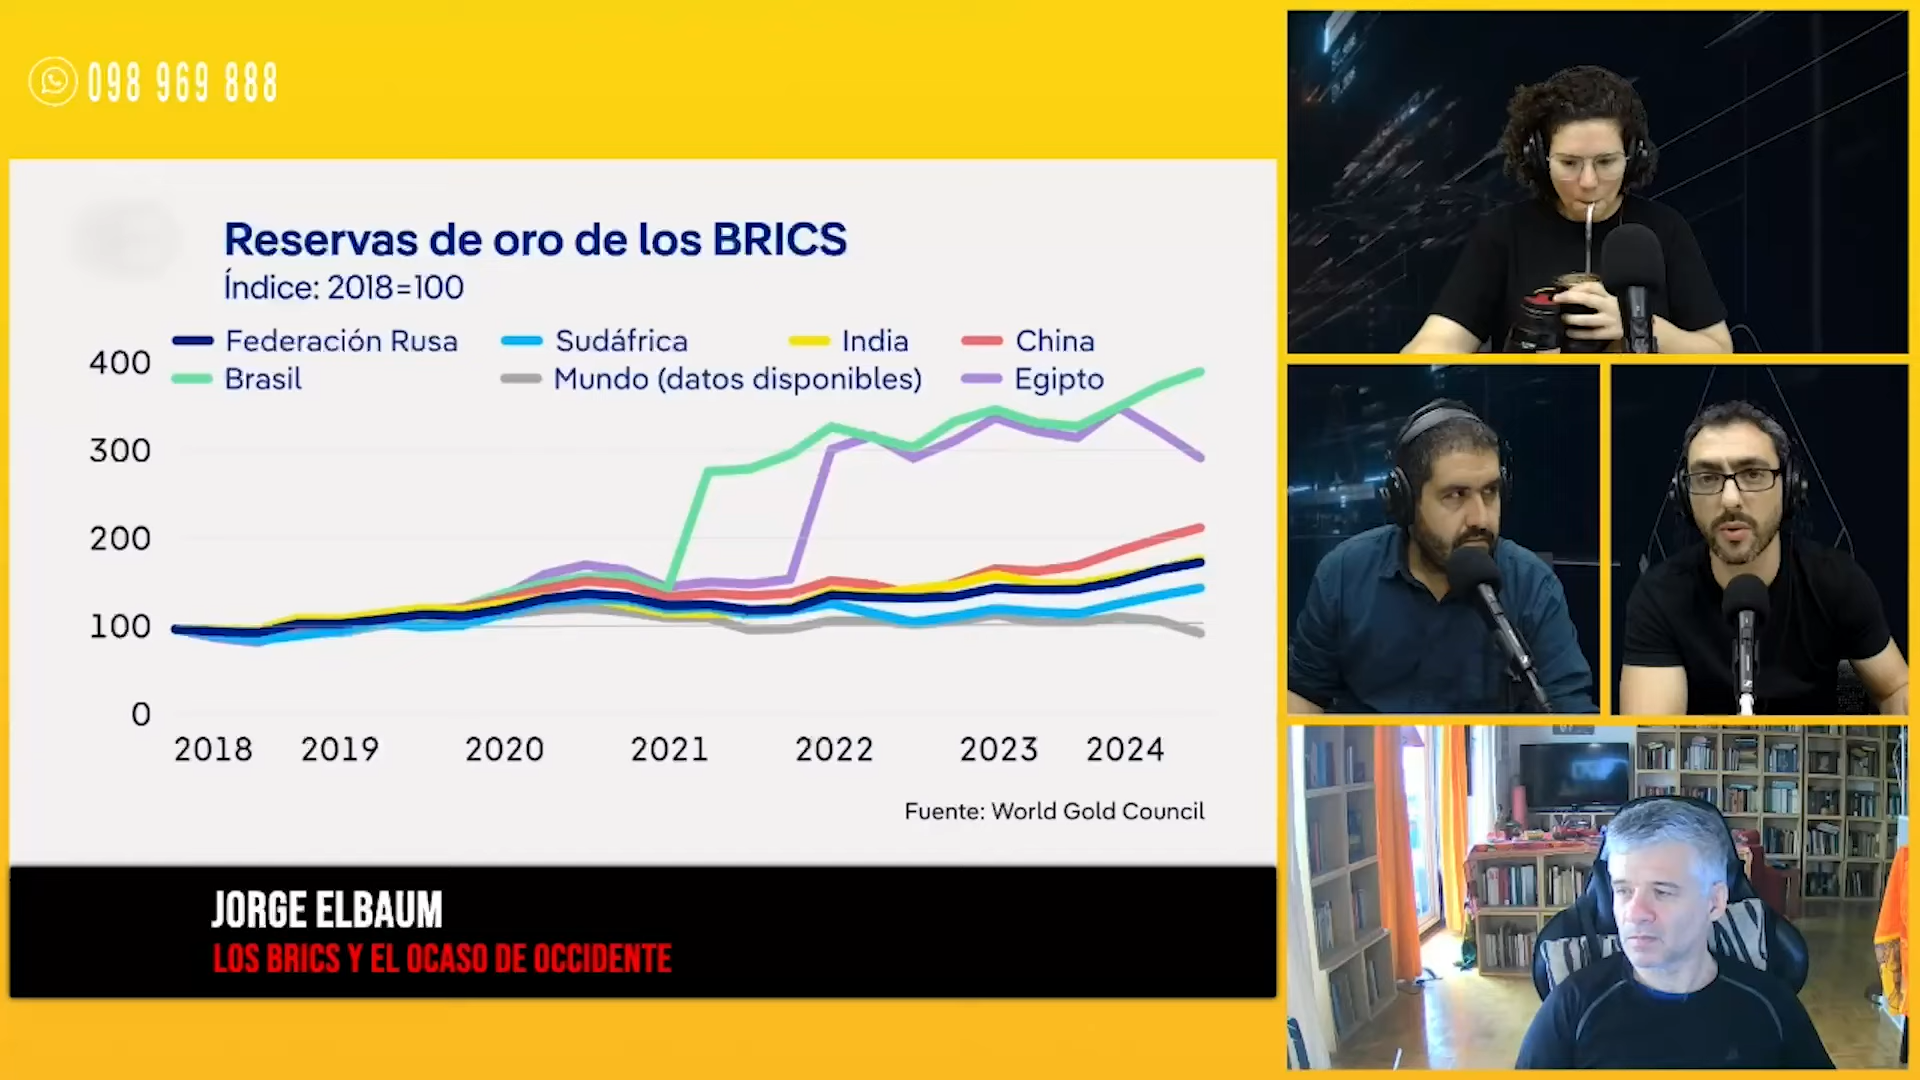 098 969 888
Reservas de oro de los BRICS
Índice: 2018=100
Federación Rusa Sudáfrica India China
Brasil Mundo (datos disponibles) Egipto
400
300
200
100
0
2018 2019 2020 2021 2022 2023 2024
Fuente: World Gold Council
JORGE ELBAUM
LOS BRICS Y EL OCASO DE OCCIDENTE